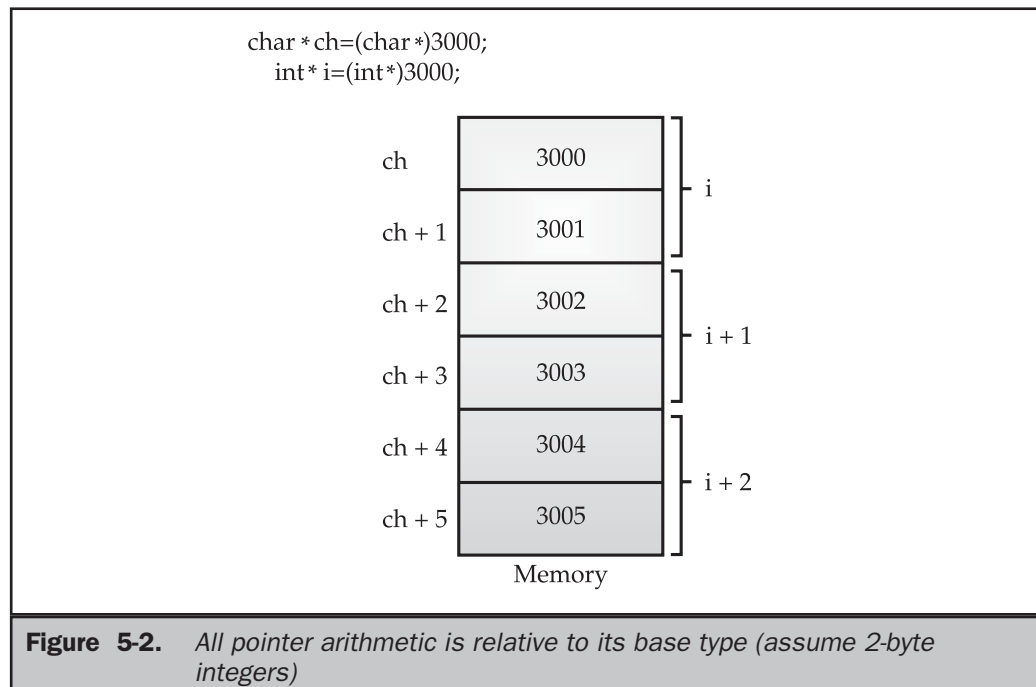 char * ch=(char *)3000;
int* i=(int*)3000;
ch 3000
i
ch + 1 3001
ch + 2 3002
i + 1
ch + 3 3003
ch + 4 3004
i + 2
ch + 5 3005
Memory
Figure 5-2. All pointer arithmetic is relative to its base type (assume 2-byte
integers)